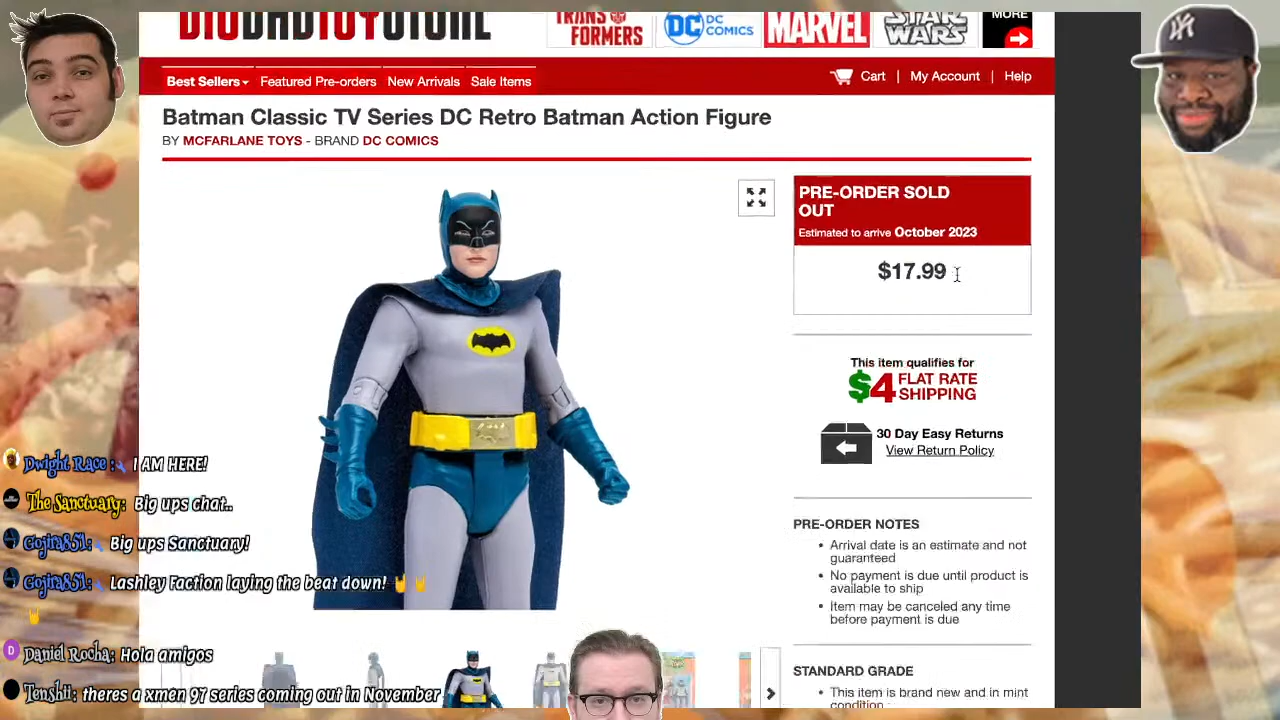 BIGBADTOYSTORE
TRANSFORMERS
DC
DC COMICS
MARVEL
STAR WARS
MORE
Best Sellers
Featured Pre-orders
New Arrivals
Sale Items
Cart | My Account | Help
Batman Classic TV Series DC Retro Batman Action Figure
BY MCFARLANE TOYS - BRAND DC COMICS
PRE-ORDER SOLD
OUT
Estimated to arrive October 2023
$17.99
This item qualifies for
$4 FLAT RATE
SHIPPING
30 Day Easy Returns
View Return Policy
PRE-ORDER NOTES
• Arrival date is an estimate and not
guaranteed
• No payment is due until product is
available to ship
• Item may be canceled any time
before payment is due
STANDARD GRADE
• This item is brand new and in mint
condition
Dwight Race: I AM HERE!
The Sanctuary: Big ups chat..
Gojira851: Big ups Sanctuary!
Gojira851: Lashley Faction laying the beat down!
Daniel Rocha: Hola amigos
Tenshii: theres a xmen 97 series coming out in November